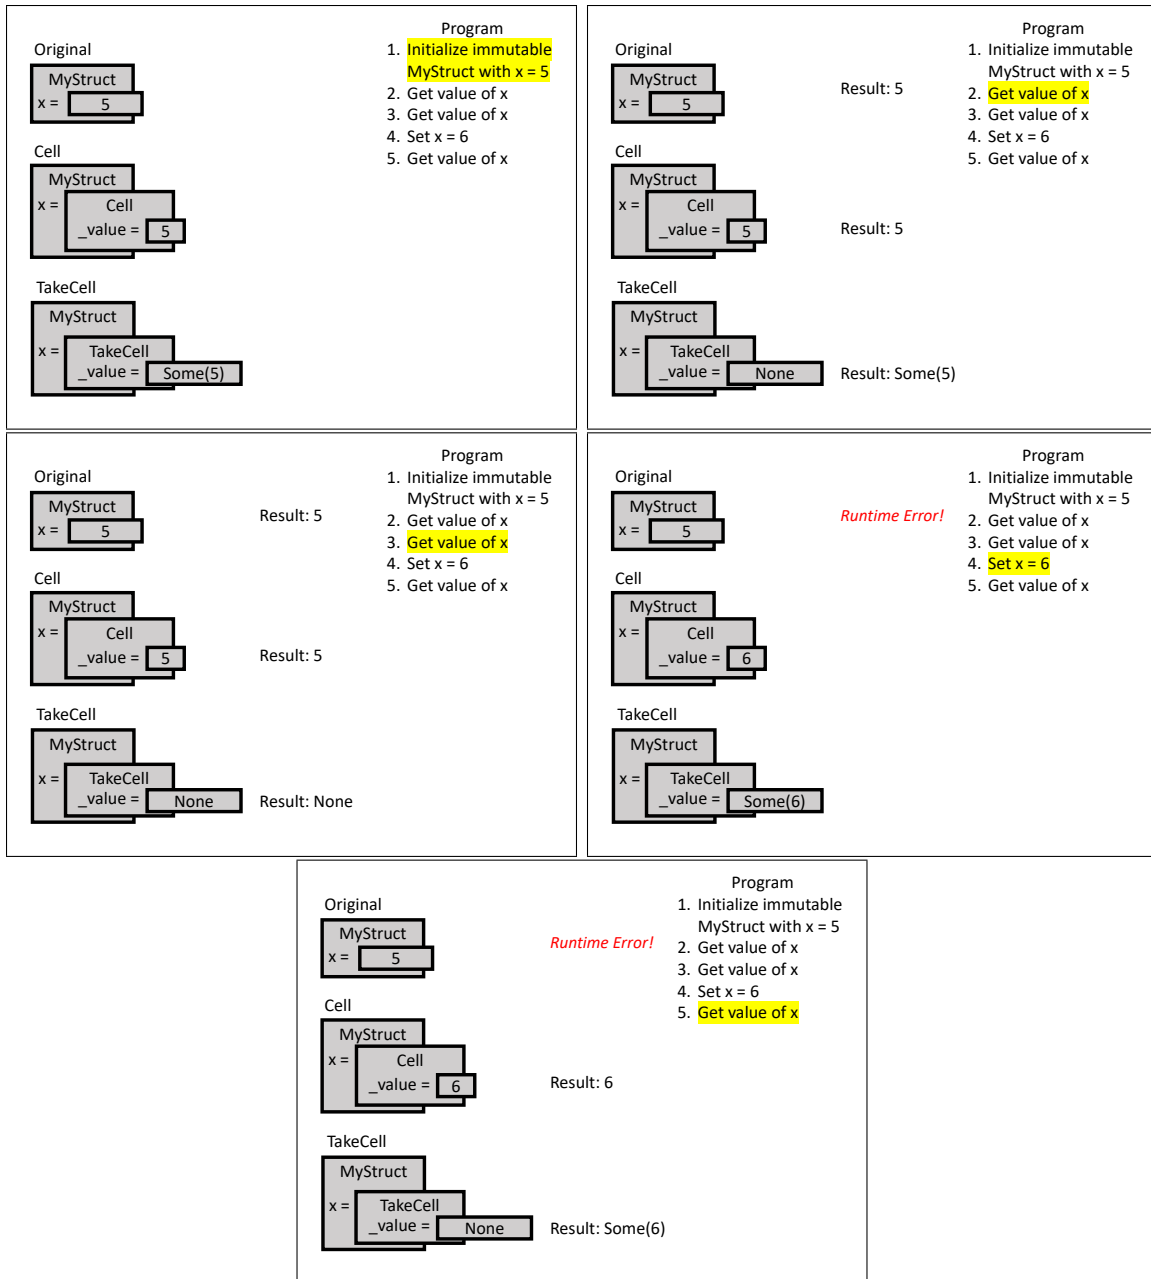 Program
Original
1. Initialize immutable
MyStruct with x = 5
MyStruct
x = 5
2. Get value of x
3. Get value of x
4. Set x = 6
5. Get value of x
Cell
MyStruct
x = Cell
_value = 5
TakeCell
MyStruct
x = TakeCell
_value = Some(5)
Program
Original
1. Initialize immutable
MyStruct with x = 5
MyStruct
x = 5
Result: 5
2. Get value of x
3. Get value of x
4. Set x = 6
5. Get value of x
Cell
MyStruct
x = Cell
_value = 5
Result: 5
TakeCell
MyStruct
x = TakeCell
_value = None
Result: Some(5)
Program
Original
1. Initialize immutable
MyStruct with x = 5
MyStruct
x = 5
Result: 5
2. Get value of x
3. Get value of x
4. Set x = 6
5. Get value of x
Cell
MyStruct
x = Cell
_value = 5
Result: 5
TakeCell
MyStruct
x = TakeCell
_value = None
Result: None
Program
Original
1. Initialize immutable
MyStruct with x = 5
MyStruct
x = 5
Runtime Error!
2. Get value of x
3. Get value of x
4. Set x = 6
5. Get value of x
Cell
MyStruct
x = Cell
_value = 6
TakeCell
MyStruct
x = TakeCell
_value = Some(6)
Program
Original
1. Initialize immutable
MyStruct with x = 5
MyStruct
x = 5
Runtime Error!
2. Get value of x
3. Get value of x
4. Set x = 6
5. Get value of x
Cell
MyStruct
x = Cell
_value = 6
Result: 6
TakeCell
MyStruct
x = TakeCell
_value = None
Result: Some(6)